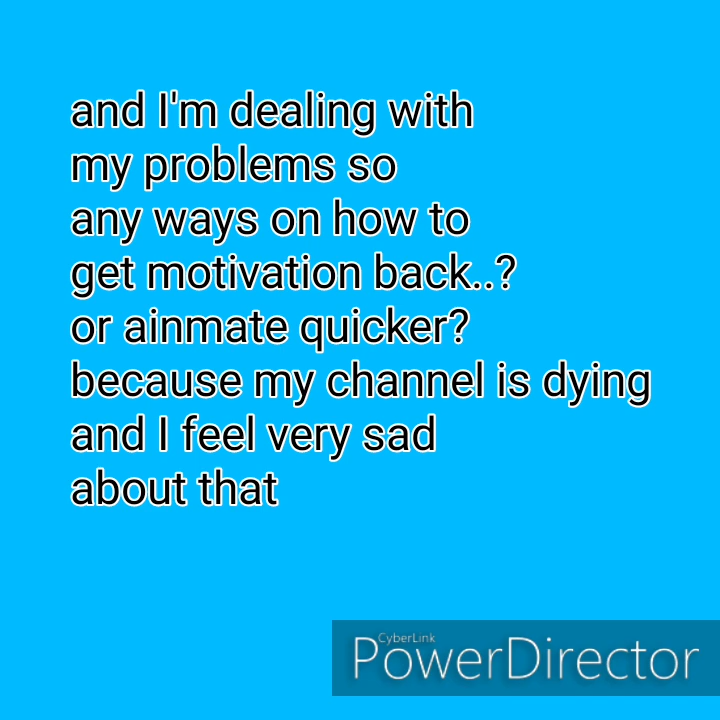 and I'm dealing with
my problems so
any ways on how to
get motivation back..?
or ainmate quicker?
because my channel is dying
and I feel very sad
about that
CyberLink
PowerDirector